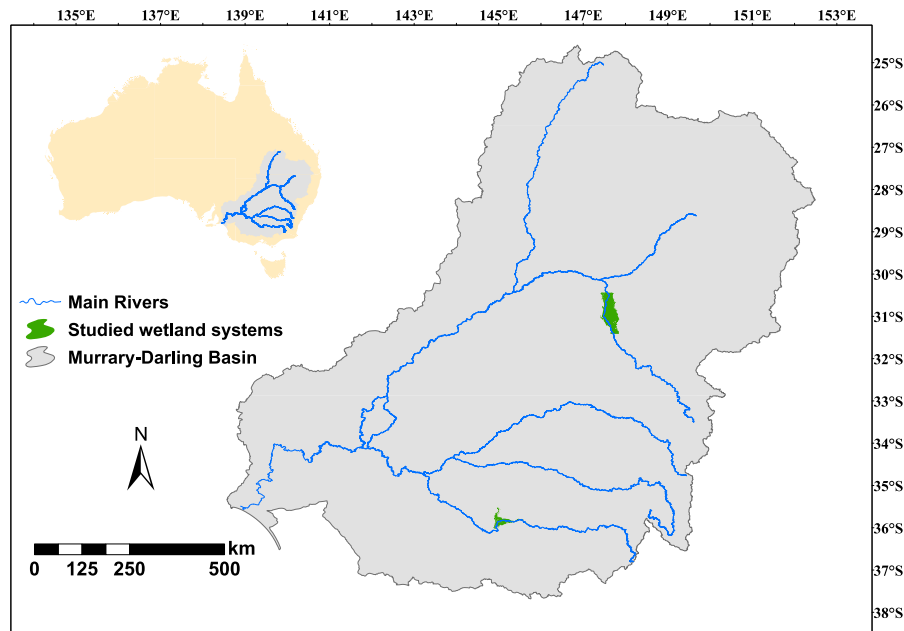 135°E 137°E 139°E 141°E 143°E 145°E 147°E 149°E 151°E 153°E
25°S
26°S
27°S
28°S
29°S
30°S
31°S
32°S
33°S
34°S
35°S
36°S
37°S
38°S
Main Rivers
Studied wetland systems
Murrary-Darling Basin
N
km
0 125 250 500